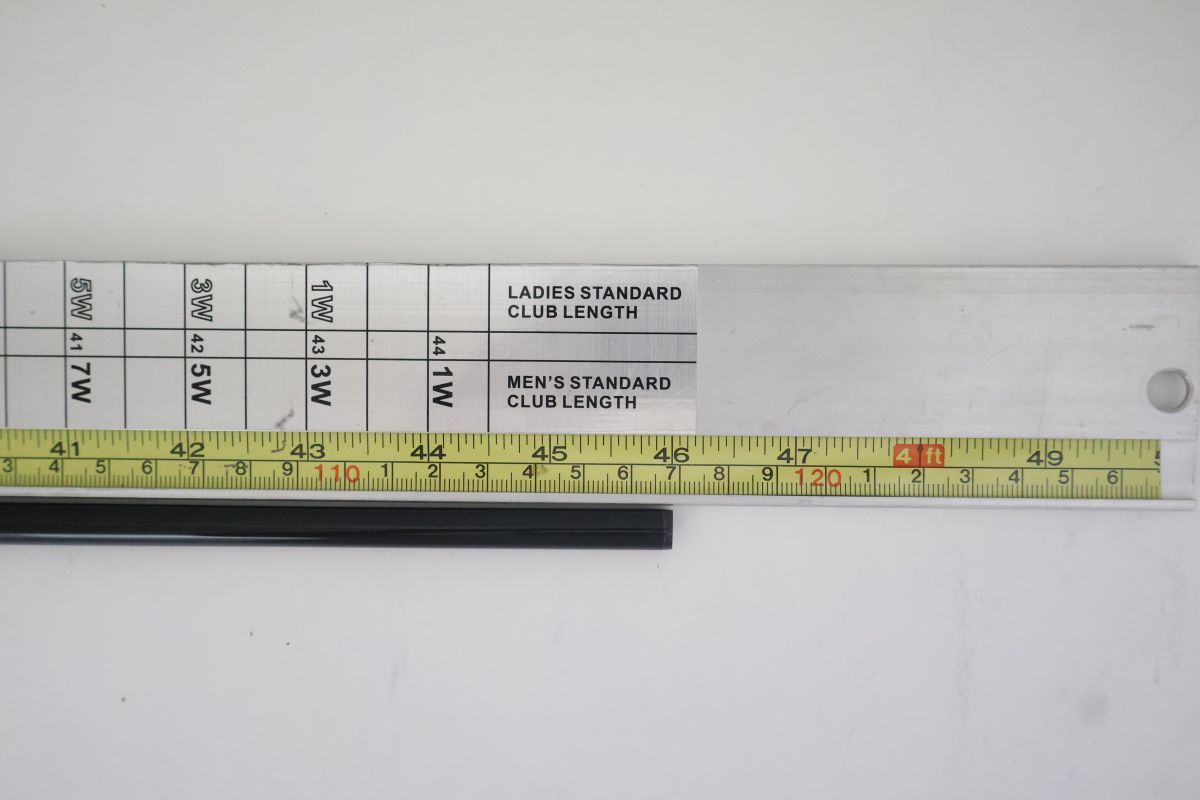 5W 3W 1W LADIES STANDARD
CLUB LENGTH
41 42 43 44
7W 5W 3W 1W MEN'S STANDARD
CLUB LENGTH
41 42 43 44 45 46 47 4 ft 49
3 4 5 6 7 8 9 110 1 2 3 4 5 6 7 8 9 120 1 2 3 4 5 6